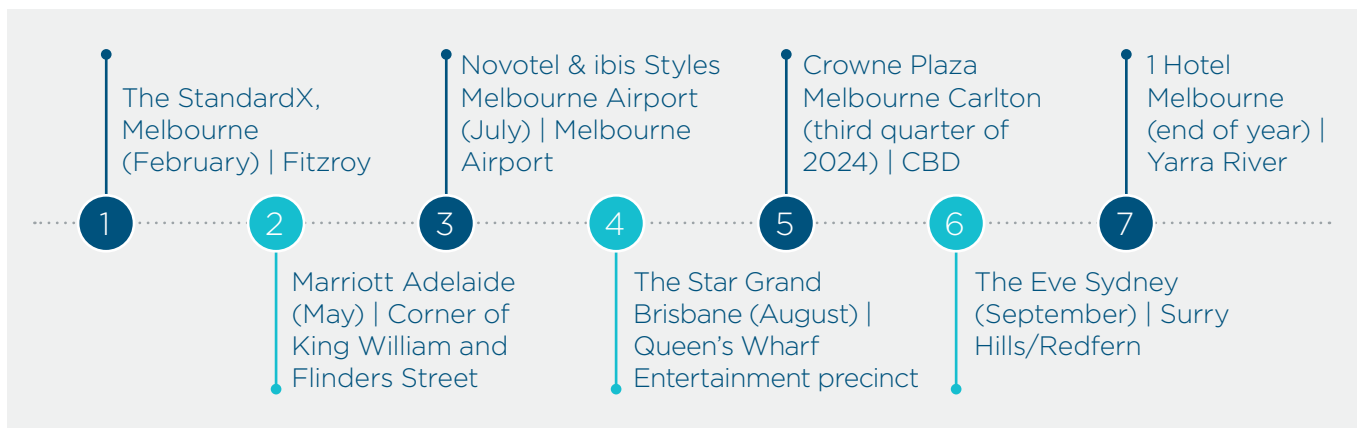 1
The StandardX,
Melbourne
(February) | Fitzroy
2
Marriott Adelaide
(May) | Corner of
King William and
Flinders Street
3
Novotel & ibis Styles
Melbourne Airport
(July) | Melbourne
Airport
4
The Star Grand
Brisbane (August) |
Queen’s Wharf
Entertainment precinct
5
Crowne Plaza
Melbourne Carlton
(third quarter of
2024) | CBD
6
The Eve Sydney
(September) | Surry
Hills/Redfern
7
1 Hotel
Melbourne
(end of year) |
Yarra River